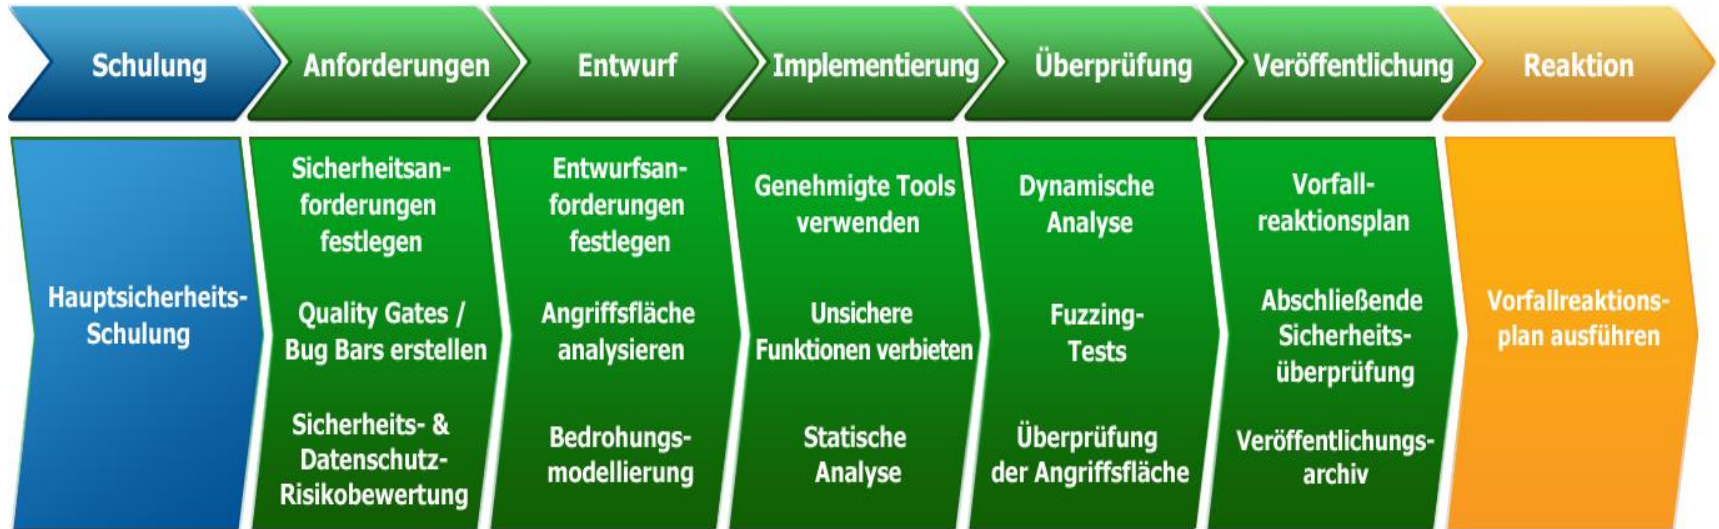 Schulung
Anforderungen
Entwurf
Implementierung
Überprüfung
Veröffentlichung
Reaktion
Hauptsicherheits-
Schulung
Sicherheitsan-
forderungen
festlegen
Quality Gates /
Bug Bars erstellen
Sicherheits- &
Datenschutz-
Risikobewertung
Entwurfsan-
forderungen
festlegen
Angriffsfläche
analysieren
Bedrohungs-
modellierung
Genehmigte Tools
verwenden
Unsichere
Funktionen verbieten
Statische
Analyse
Dynamische
Analyse
Fuzzing-
Tests
Überprüfung
der Angriffsfläche
Vorfall-
reaktionsplan
Abschließende
Sicherheits-
überprüfung
Veröffentlichungs-
archiv
Vorfallreaktions-
plan ausführen